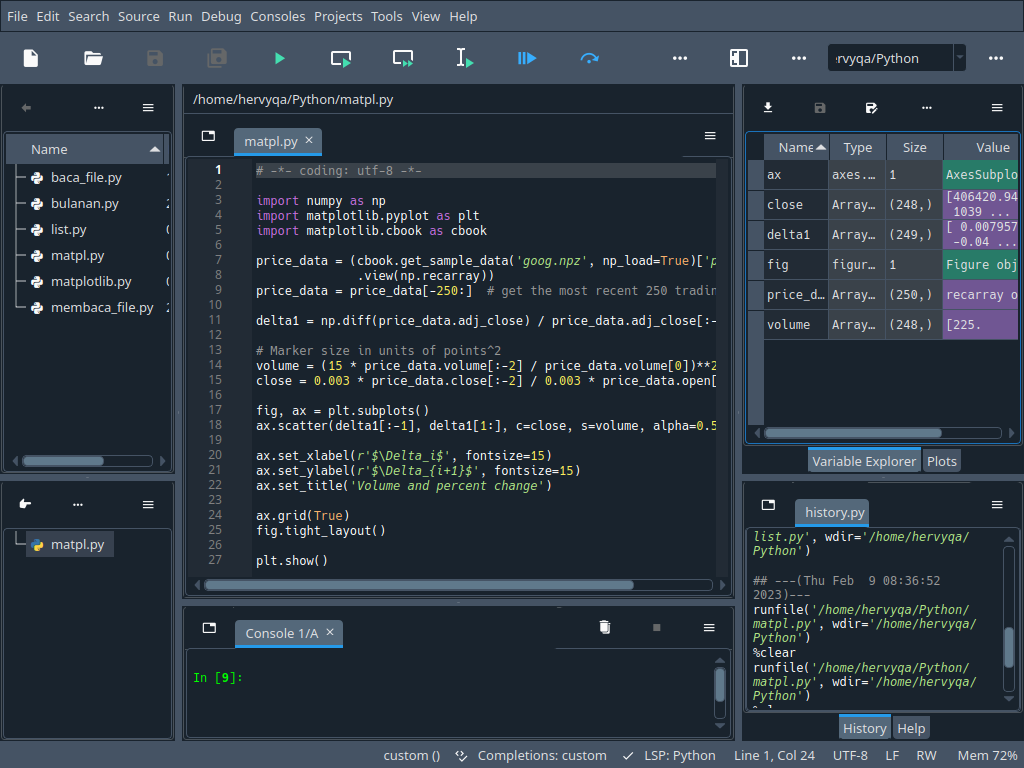 File Edit Search Source Run Debug Consoles Projects Tools View Help
ervyqa/Python
Name
baca_file.py
bulanan.py
list.py
matpl.py
matplotlib.py
membaca_file.py
matpl.py
/home/hervyqa/Python/matpl.py
matpl.py
1 # -*- coding: utf-8 -*-
2
3 import numpy as np
4 import matplotlib.pyplot as plt
5 import matplotlib.cbook as cbook
6
7 price_data = (cbook.get_sample_data('goog.npz', np_load=True)['p
8 .view(np.recarray))
9 price_data = price_data[-250:]  # get the most recent 250 tradin
10
11 delta1 = np.diff(price_data.adj_close) / price_data.adj_close[:-
12
13 # Marker size in units of points^2
14 volume = (15 * price_data.volume[:-2] / price_data.volume[0])**2
15 close = 0.003 * price_data.close[:-2] / 0.003 * price_data.open[
16
17 fig, ax = plt.subplots()
18 ax.scatter(delta1[:-1], delta1[1:], c=close, s=volume, alpha=0.5
19
20 ax.set_xlabel(r'$\Delta_i$', fontsize=15)
21 ax.set_ylabel(r'$\Delta_{i+1}$', fontsize=15)
22 ax.set_title('Volume and percent change')
23
24 ax.grid(True)
25 fig.tight_layout()
26
27 plt.show()
Console 1/A
In [9]:
Name Type Size Value
ax axes.… 1 AxesSubplo
close Array… (248,) [406420.94
1039 ...
delta1 Array… (249,) [ 0.007957
-0.04 ...
fig figur… 1 Figure obj
price_d… Array… (250,) recarray o
volume Array… (248,) [225.
Variable Explorer Plots
history.py
list.py', wdir='/home/hervyqa/
Python')
## ---(Thu Feb  9 08:36:52
2023)---
runfile('/home/hervyqa/Python/
matpl.py', wdir='/home/hervyqa/
Python')
%clear
runfile('/home/hervyqa/Python/
matpl.py', wdir='/home/hervyqa/
Python')
History Help
custom () Completions: custom LSP: Python Line 1, Col 24 UTF-8 LF RW Mem 72%